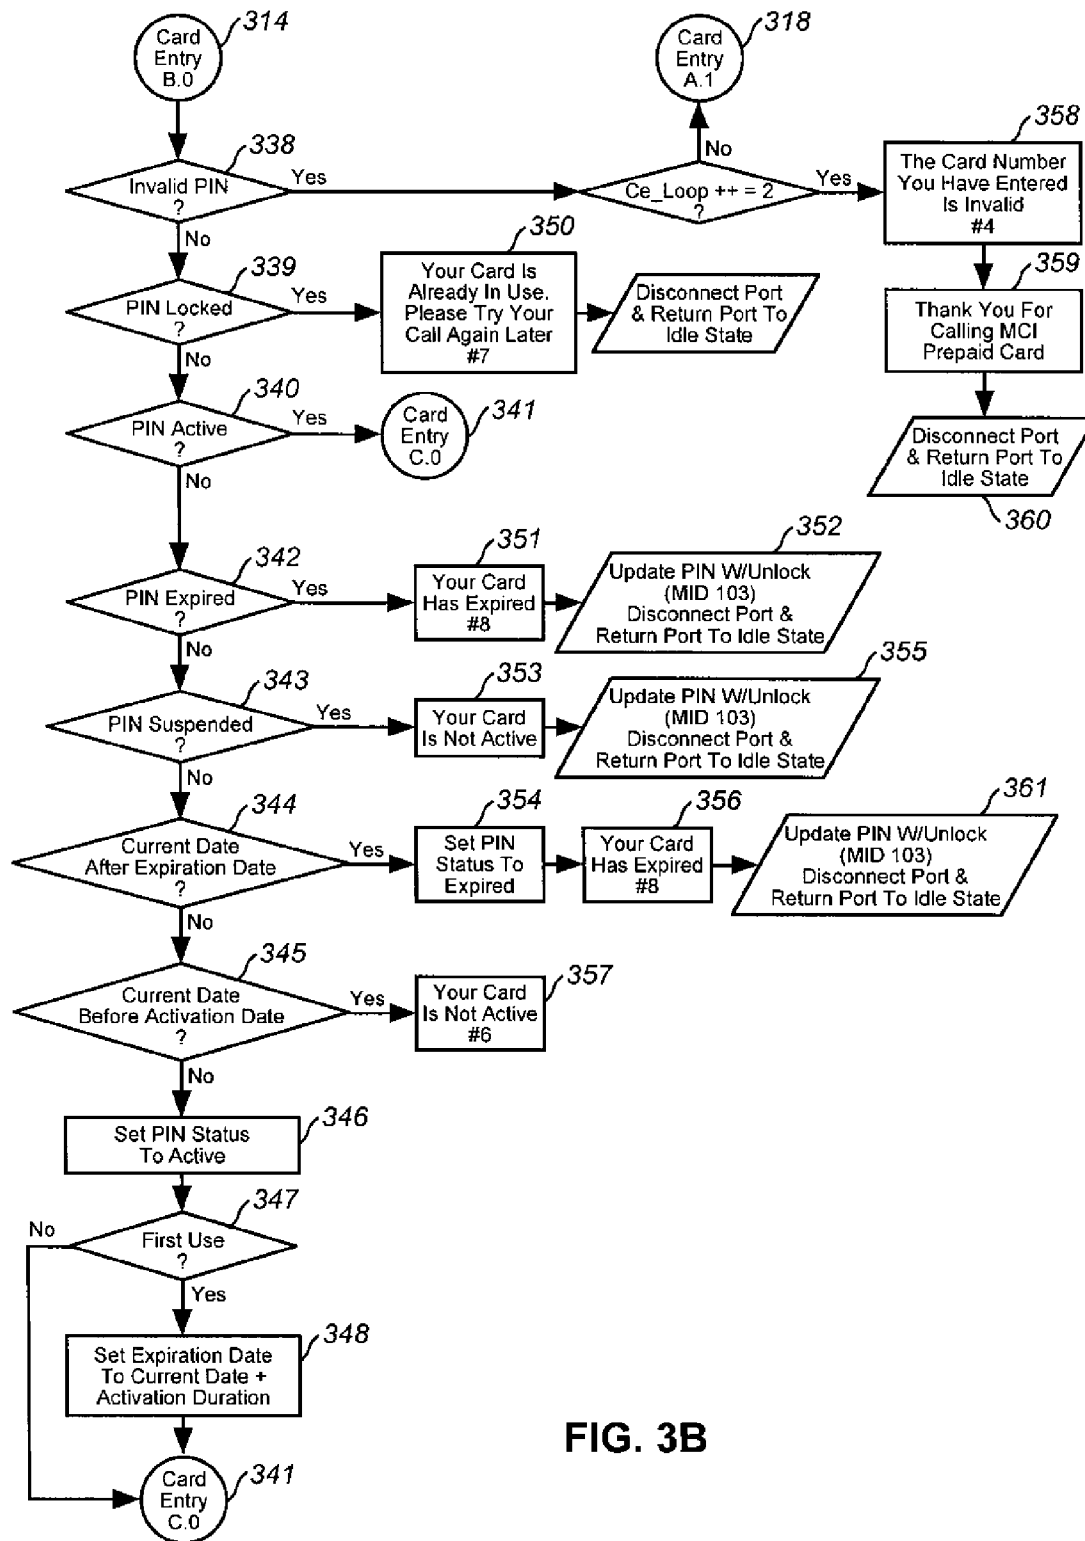 314
Card
Entry
B.0
318
Card
Entry
A.1
338
Invalid PIN
?
Yes
No
Ce_Loop ++ = 2
?
No
Yes
358
The Card Number
You Have Entered
Is Invalid
#4
339
PIN Locked
?
Yes
No
350
Your Card Is
Already In Use.
Please Try Your
Call Again Later
#7
Disconnect Port
& Return Port To
Idle State
359
Thank You For
Calling MCI
Prepaid Card
340
PIN Active
?
Yes
No
341
Card
Entry
C.0
Disconnect Port
& Return Port To
Idle State
360
342
PIN Expired
?
Yes
No
351
Your Card
Has Expired
#8
352
Update PIN W/Unlock
(MID 103)
Disconnect Port &
Return Port To Idle State
343
PIN Suspended
?
Yes
No
353
Your Card
Is Not Active
355
Update PIN W/Unlock
(MID 103)
Disconnect Port &
Return Port To Idle State
344
Current Date
After Expiration Date
?
Yes
No
354
Set PIN
Status To
Expired
356
Your Card
Has Expired
#8
361
Update PIN W/Unlock
(MID 103)
Disconnect Port &
Return Port To Idle State
345
Current Date
Before Activation Date
?
Yes
No
357
Your Card
Is Not Active
#6
346
Set PIN Status
To Active
347
First Use
?
No
Yes
348
Set Expiration Date
To Current Date +
Activation Duration
341
Card
Entry
C.0
FIG. 3B